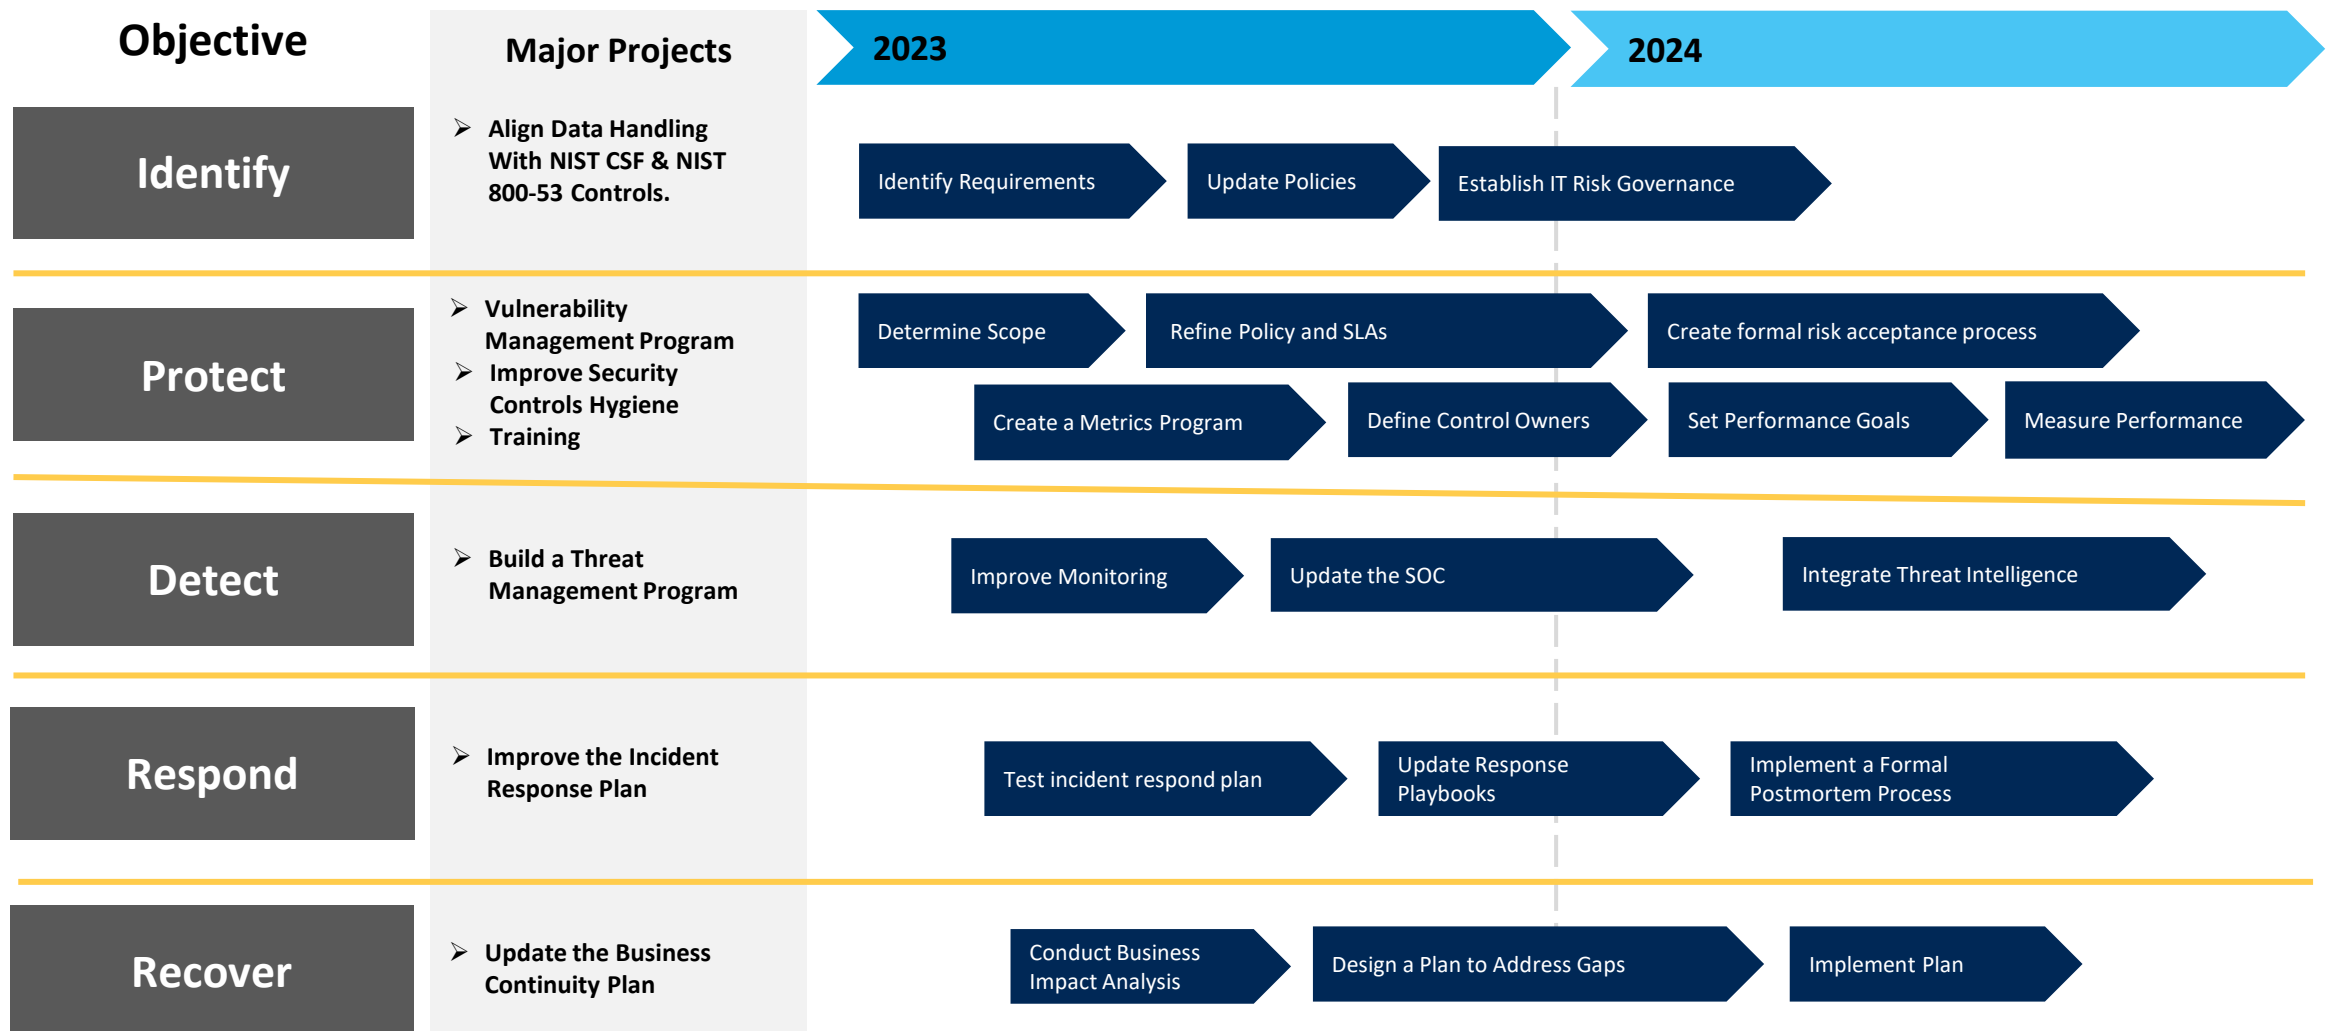 Objective
Major Projects
2023
2024
Identify
➢ Align Data Handling
With NIST CSF & NIST
800-53 Controls.
Identify Requirements
Update Policies
Establish IT Risk Governance
Protect
➢ Vulnerability
Management Program
➢ Improve Security
Controls Hygiene
➢ Training
Determine Scope
Refine Policy and SLAs
Create formal risk acceptance process
Create a Metrics Program
Define Control Owners
Set Performance Goals
Measure Performance
Detect
➢ Build a Threat
Management Program
Improve Monitoring
Update the SOC
Integrate Threat Intelligence
Respond
➢ Improve the Incident
Response Plan
Test incident respond plan
Update Response
Playbooks
Implement a Formal
Postmortem Process
Recover
➢ Update the Business
Continuity Plan
Conduct Business
Impact Analysis
Design a Plan to Address Gaps
Implement Plan